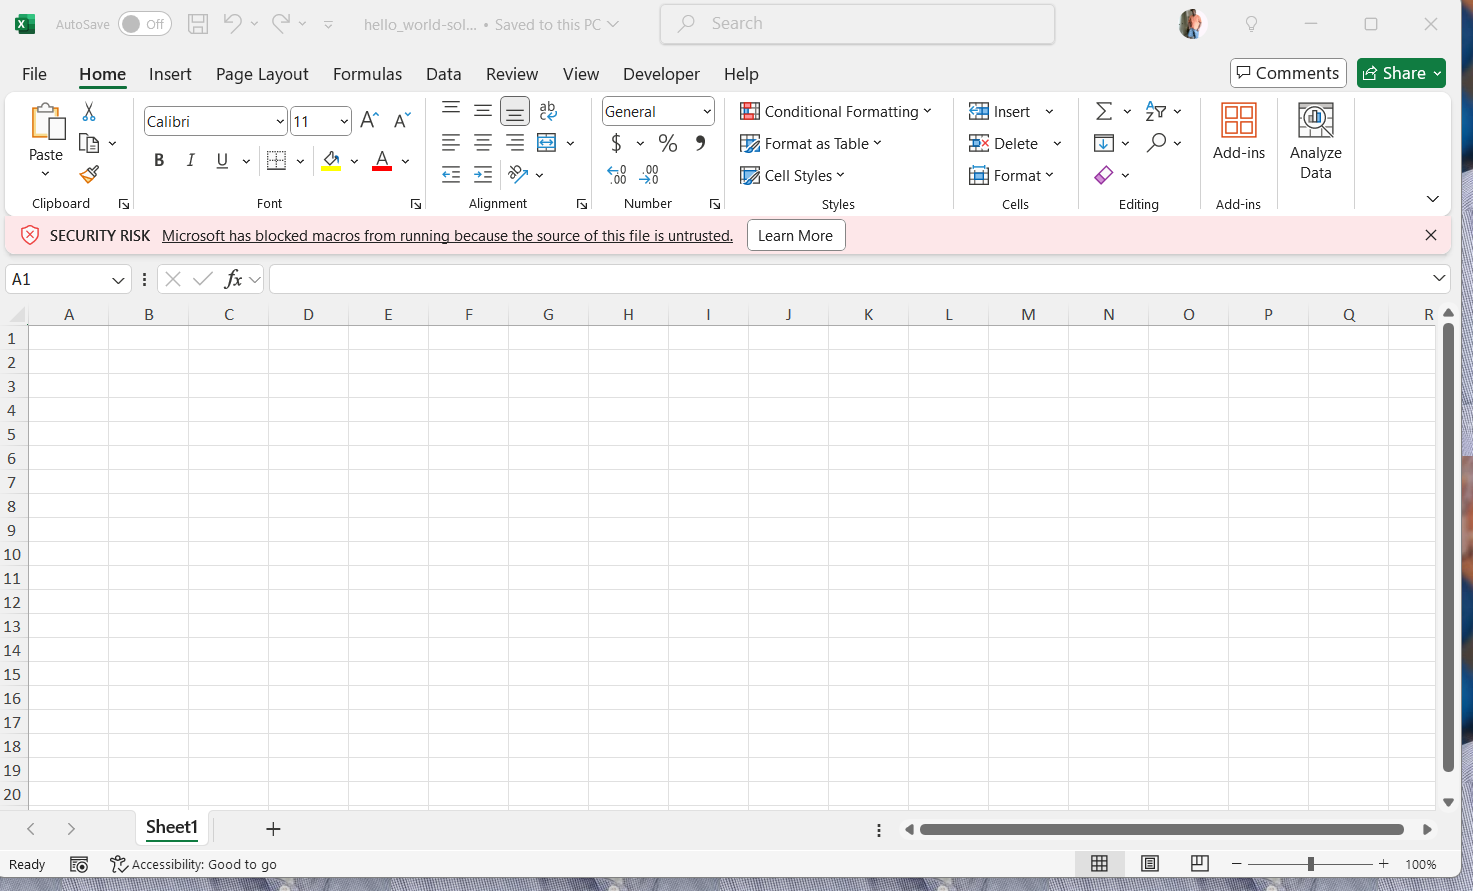 AutoSave Off hello_world-sol... • Saved to this PC Search
File Home Insert Page Layout Formulas Data Review View Developer Help Comments Share
Paste
Clipboard
Calibri 11
B I U A
Font
ab
Alignment
General
$ % ,
Number
Conditional Formatting
Format as Table
Cell Styles
Styles
Insert
Delete
Format
Cells
Editing
Add-ins
Add-ins
Analyze
Data
SECURITY RISK Microsoft has blocked macros from running because the source of this file is untrusted. Learn More
A1 fx
A B C D E F G H I J K L M N O P Q R
1
2
3
4
5
6
7
8
9
10
11
12
13
14
15
16
17
18
19
20
Sheet1
Ready Accessibility: Good to go 100%